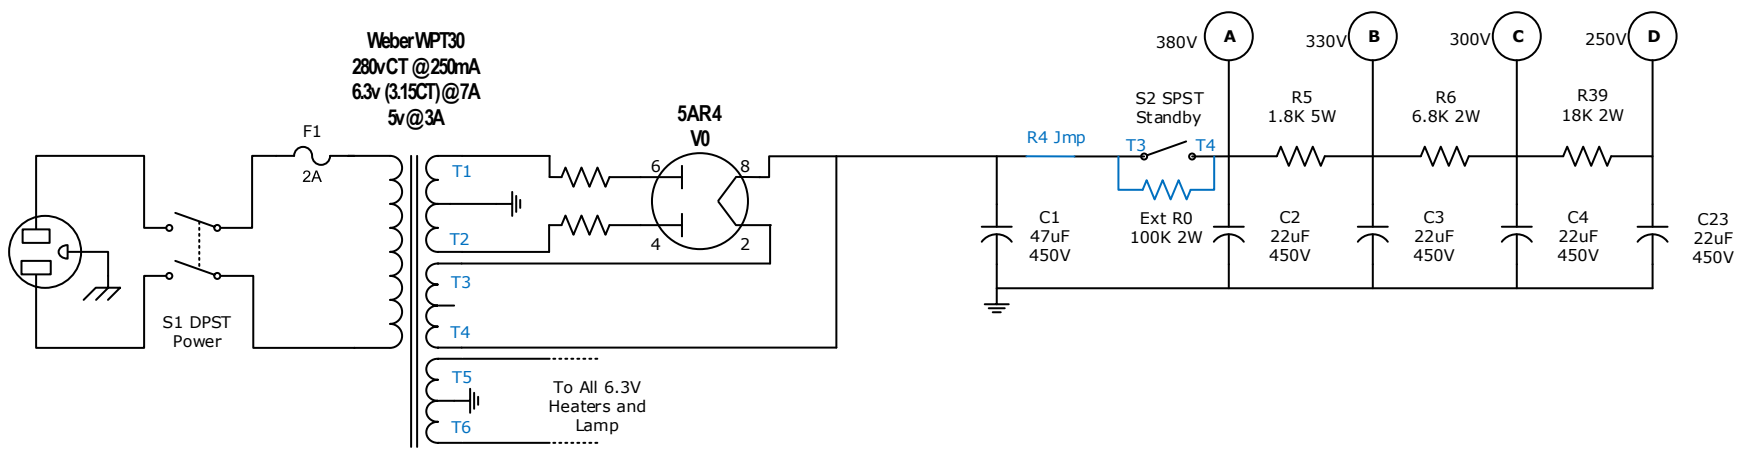 Weber WPT30
280vCT @250mA
6.3v (3.15CT)@7A
5v@3A
F1
2A
S1 DPST
Power
T1
T2
T3
T4
T5
T6
To All 6.3V
Heaters and
Lamp
5AR4
V0
6
8
4
2
R4 Jmp
S2 SPST
Standby
T3
T4
Ext R0
100K 2W
380V
A
330V
B
300V
C
250V
D
R5
1.8K 5W
R6
6.8K 2W
R39
18K 2W
C1
47uF
450V
C2
22uF
450V
C3
22uF
450V
C4
22uF
450V
C23
22uF
450V